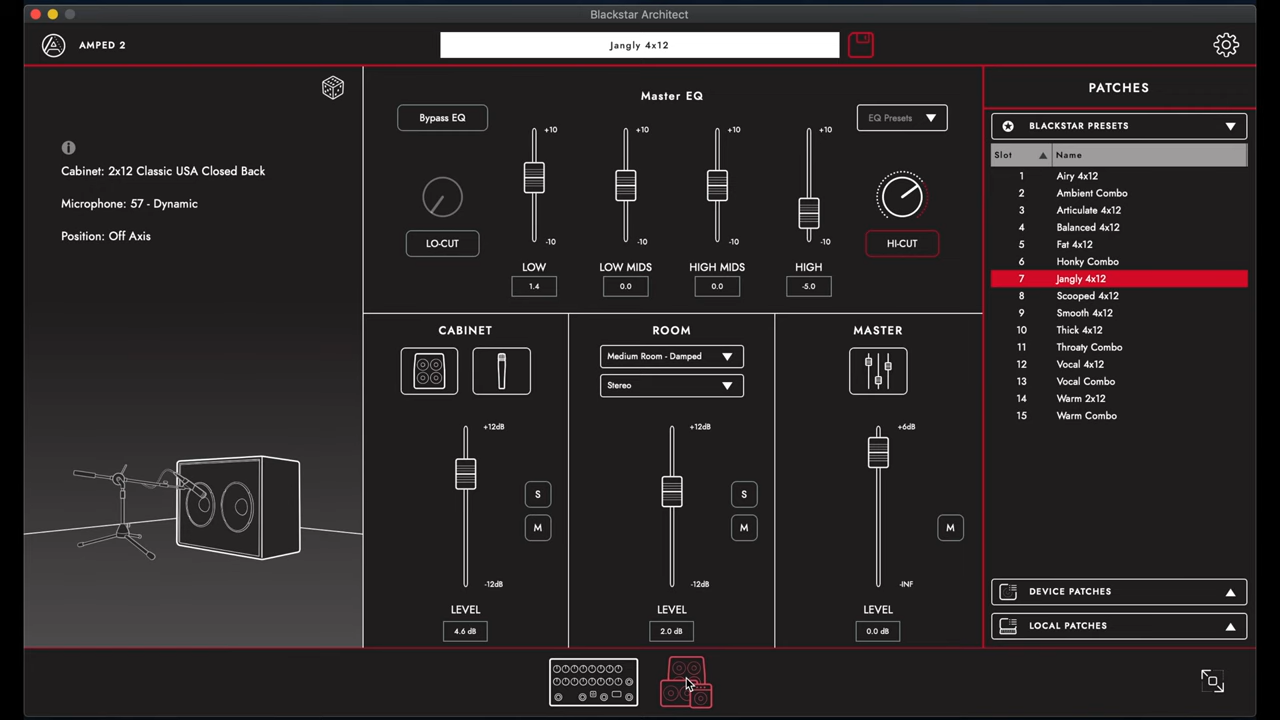 Blackstar Architect
AMPED 2
Jangly 4x12
Cabinet: 2x12 Classic USA Closed Back
Microphone: 57 - Dynamic
Position: Off Axis
Master EQ
Bypass EQ
EQ Presets
+10
+10
+10
+10
LO-CUT
HI-CUT
-10
-10
-10
-10
LOW
LOW MIDS
HIGH MIDS
HIGH
1.4
0.0
0.0
-5.0
CABINET
+12dB
S
M
-12dB
LEVEL
4.6 dB
ROOM
Medium Room - Damped
Stereo
+12dB
S
M
-12dB
LEVEL
2.0 dB
MASTER
+6dB
M
-INF
LEVEL
0.0 dB
PATCHES
BLACKSTAR PRESETS
Slot Name
1 Airy 4x12
2 Ambient Combo
3 Articulate 4x12
4 Balanced 4x12
5 Fat 4x12
6 Honky Combo
7 Jangly 4x12
8 Scooped 4x12
9 Smooth 4x12
10 Thick 4x12
11 Throaty Combo
12 Vocal 4x12
13 Vocal Combo
14 Warm 2x12
15 Warm Combo
DEVICE PATCHES
LOCAL PATCHES